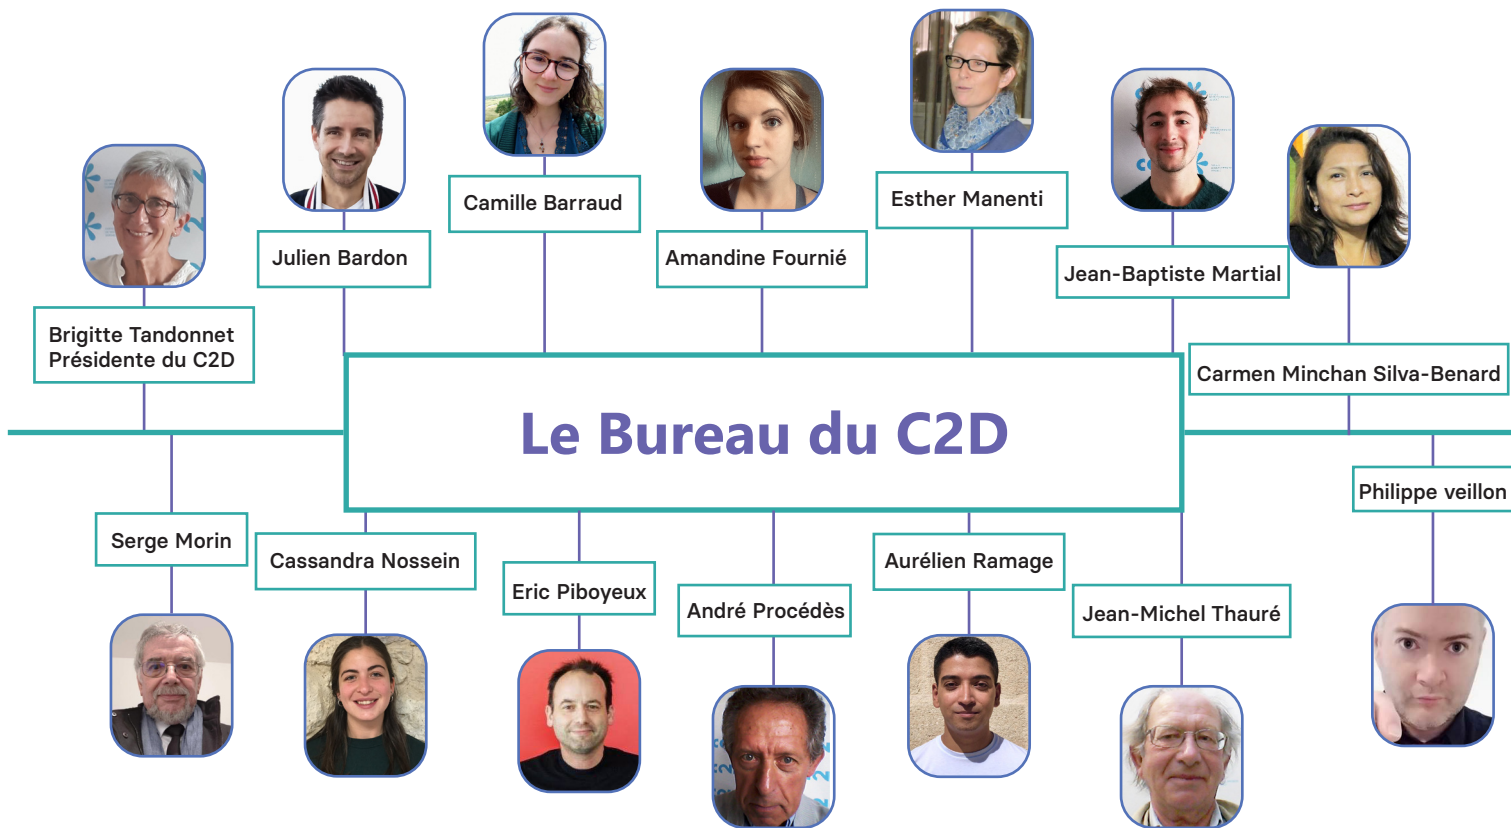 Camille Barraud
Esther Manenti
Julien Bardon
Amandine Fournié
Jean-Baptiste Martial
Brigitte Tandonnet
Présidente du C2D
Carmen Minchan Silva-Benard
Le Bureau du C2D
Philippe veillon
Serge Morin
Cassandra Nossein
Aurélien Ramage
Eric Piboyeux
André Procédès
Jean-Michel Thauré